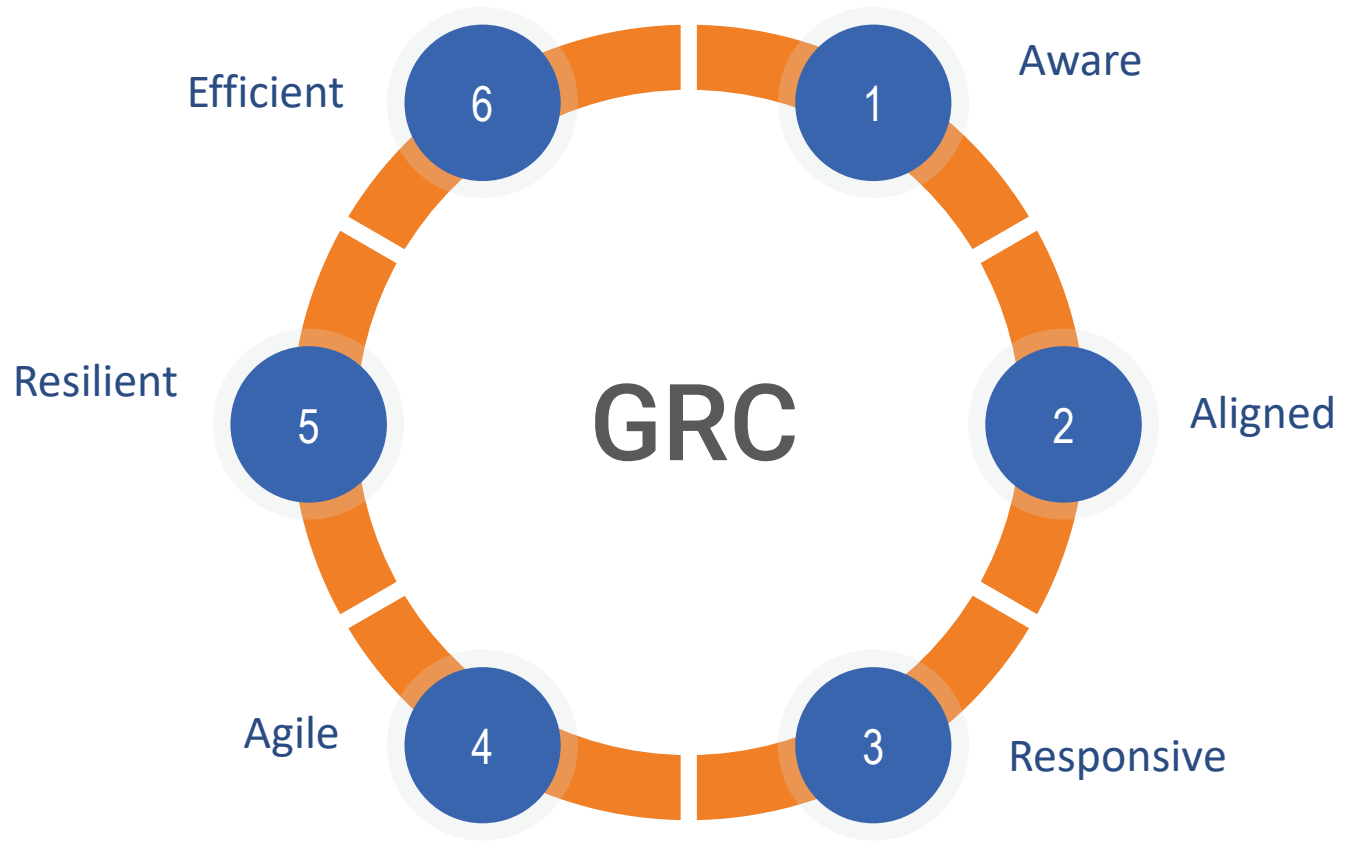 GRC
1
Aware
2
Aligned
3
Responsive
4
Agile
5
Resilient
6
Efficient